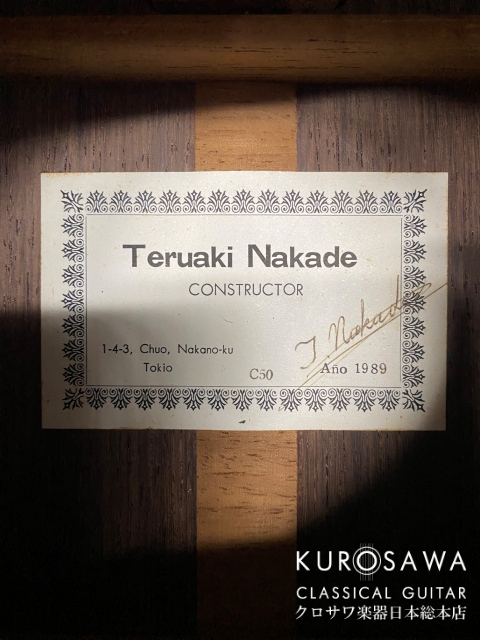 Teruaki Nakade
CONSTRUCTOR
1-4-3, Chuo, Nakano-ku
Tokio
C50
Año 1989
T. Nakade
KUROSAWA
CLASSICAL GUITAR
クロサワ楽器日本総本店